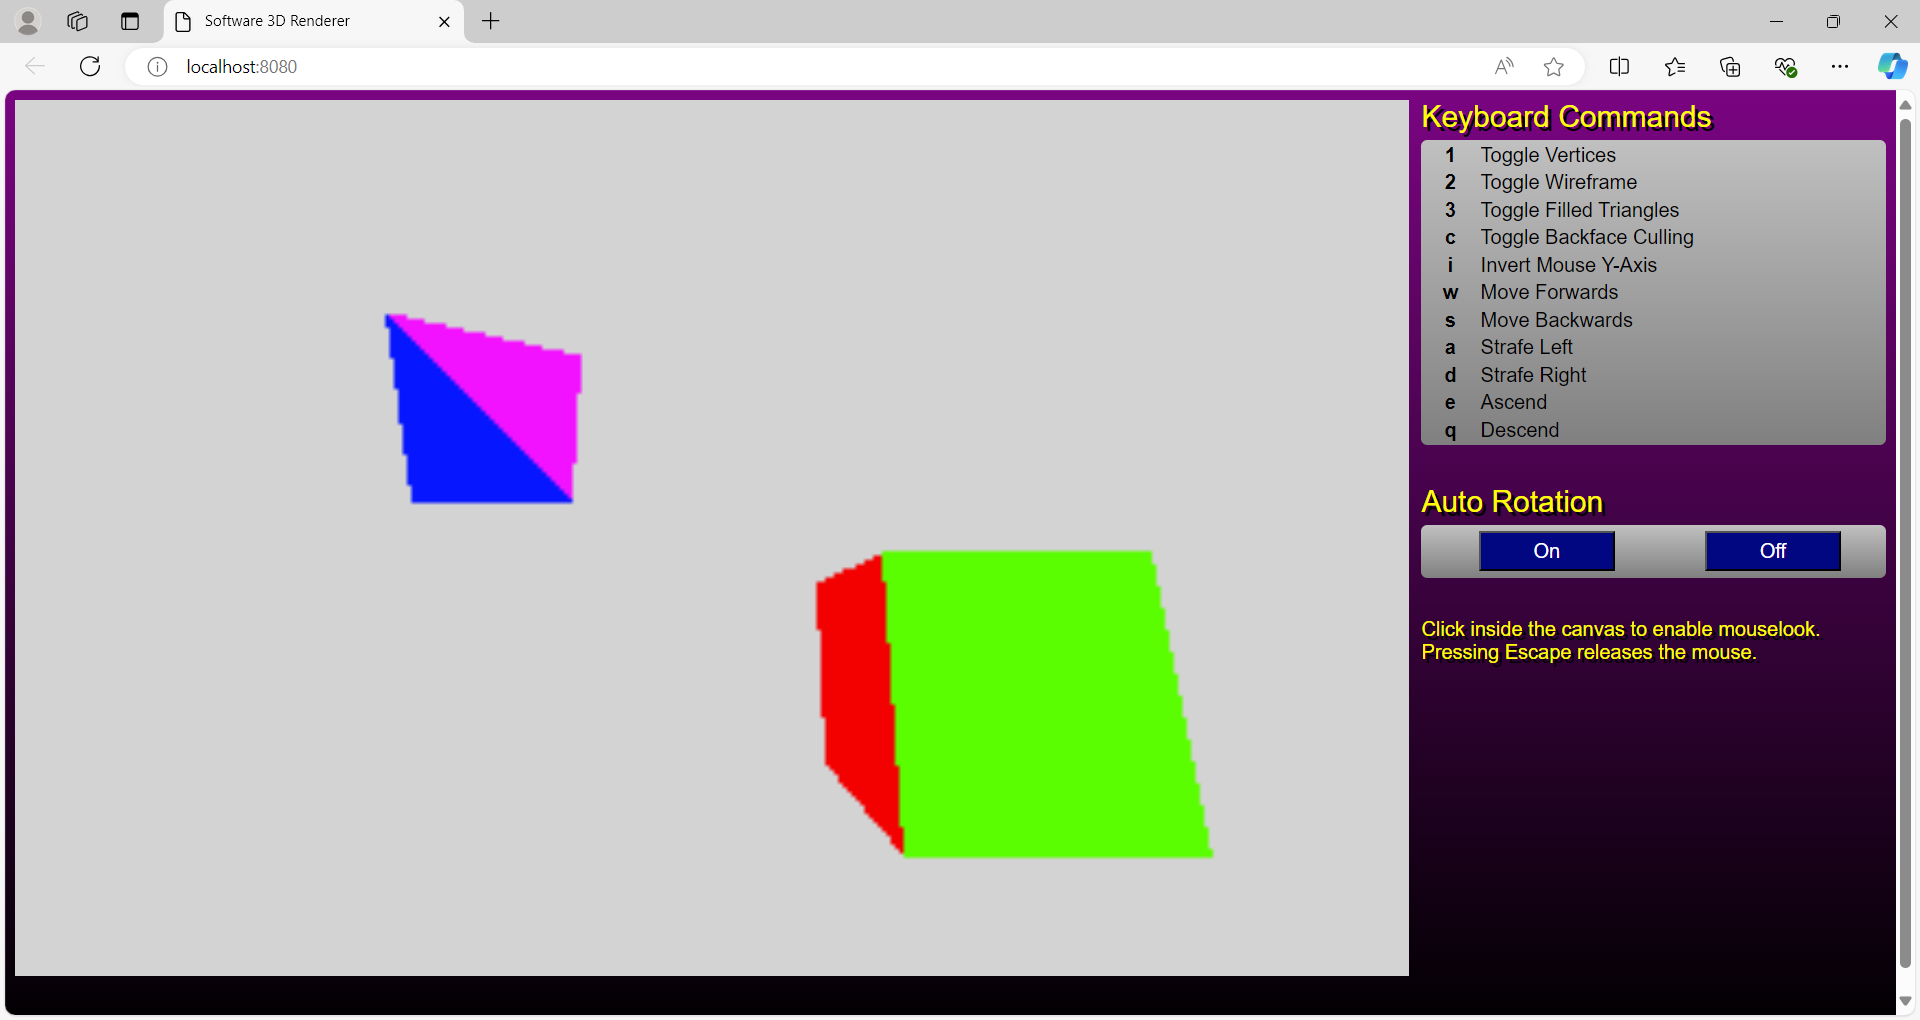 Software 3D Renderer
localhost:8080
Keyboard Commands
1 Toggle Vertices
2 Toggle Wireframe
3 Toggle Filled Triangles
c Toggle Backface Culling
i Invert Mouse Y-Axis
w Move Forwards
s Move Backwards
a Strafe Left
d Strafe Right
e Ascend
q Descend
Auto Rotation
On Off
Click inside the canvas to enable mouselook.
Pressing Escape releases the mouse.